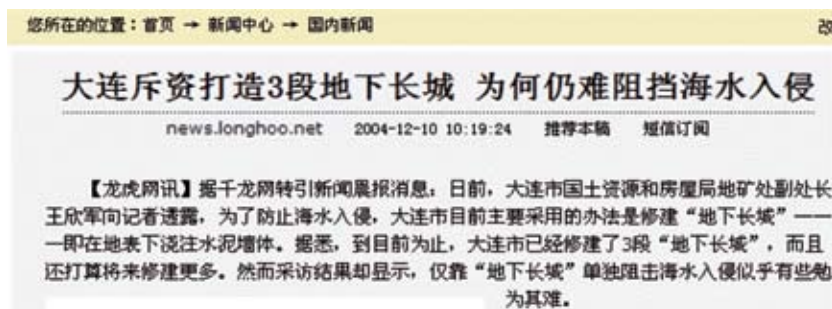 您所在的位置：首页 → 新闻中心 → 国内新闻
大连斥资打造3段地下长城 为何仍难阻挡海水入侵
news.longhoo.net 2004-12-10 10:19:24 推荐本稿 短信订阅
【龙虎网讯】据千龙网转引新闻晨报消息：日前，大连市国土资源和房屋局地矿处副处长
王欣军向记者透露，为了防止海水入侵，大连市目前主要采用的办法是修建“地下长城”——
—即在地表下浇注水泥墙体。据悉，到目前为止，大连市已经修建了3段“地下长城”，而且
还打算将来修建更多。然而采访结果却显示，仅靠“地下长城”单独阻击海水入侵似乎有些勉
为其难。